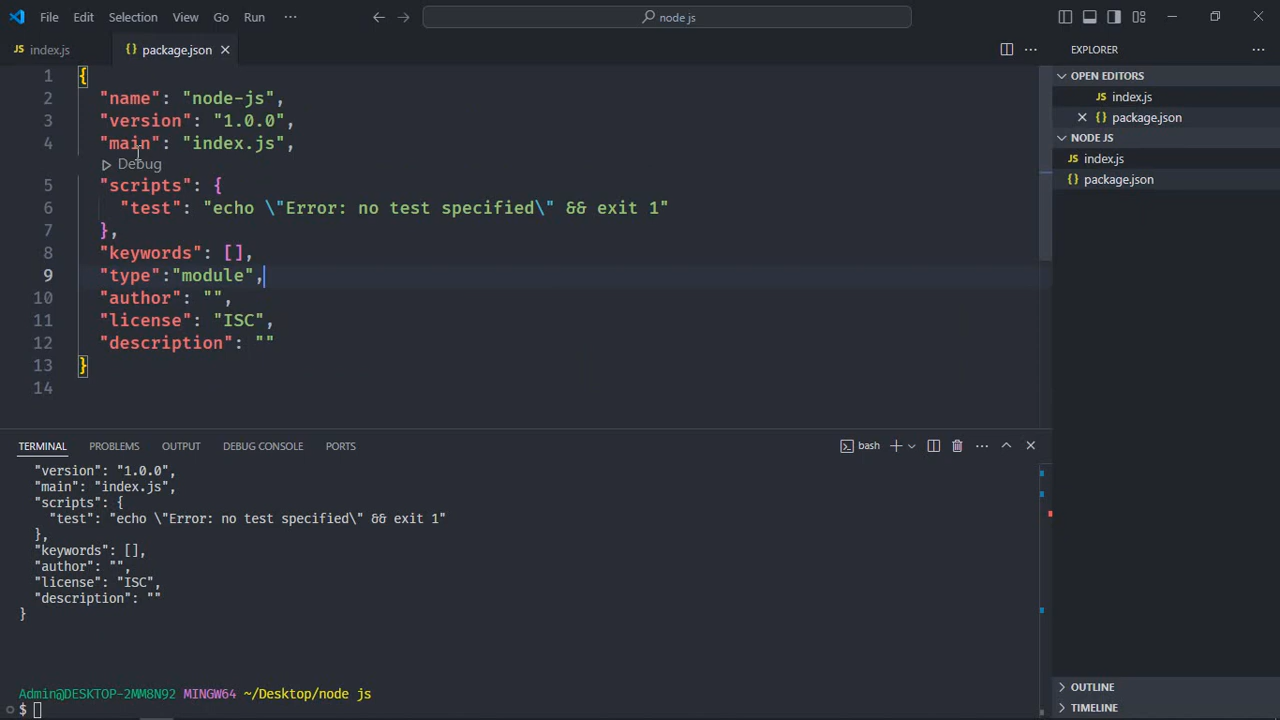 File Edit Selection View Go Run ··· node js
JS index.js {} package.json EXPLORER
OPEN EDITORS
JS index.js
{} package.json
NODE JS
JS index.js
{} package.json
1 {
2 "name": "node-js",
3 "version": "1.0.0",
4 "main": "index.js",
Debug
5 "scripts": {
6 "test": "echo \"Error: no test specified\" && exit 1"
7 },
8 "keywords": [],
9 "type":"module",
10 "author": "",
11 "license": "ISC",
12 "description": ""
13 }
14
TERMINAL PROBLEMS OUTPUT DEBUG CONSOLE PORTS bash
"version": "1.0.0",
"main": "index.js",
"scripts": {
"test": "echo \"Error: no test specified\" && exit 1"
},
"keywords": [],
"author": "",
"license": "ISC",
"description": ""
}
Admin@DESKTOP-2MM8N92 MINGW64 ~/Desktop/node js
$
OUTLINE
TIMELINE